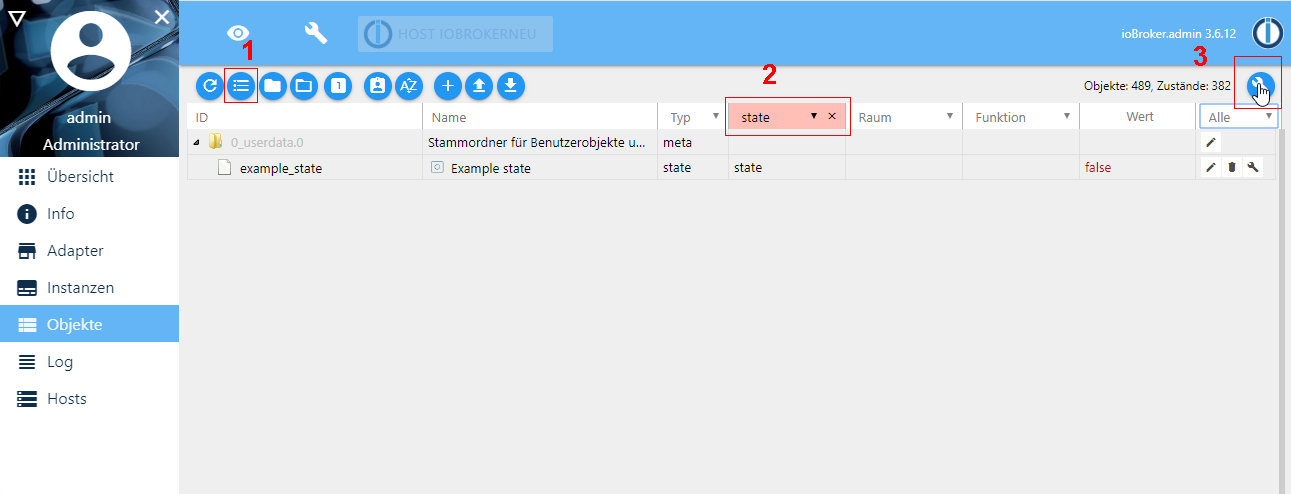 admin
Administrator
Übersicht
Info
Adapter
Instanzen
Objekte
Log
Hosts
HOST IOBROKERNEU
ioBroker.admin 3.6.12
1
2
3
Objekte: 489, Zustände: 382
ID Name Typ state Raum Funktion Wert Alle
0_userdata.0 Stammordner für Benutzerobjekte u... meta
example_state Example state state state false